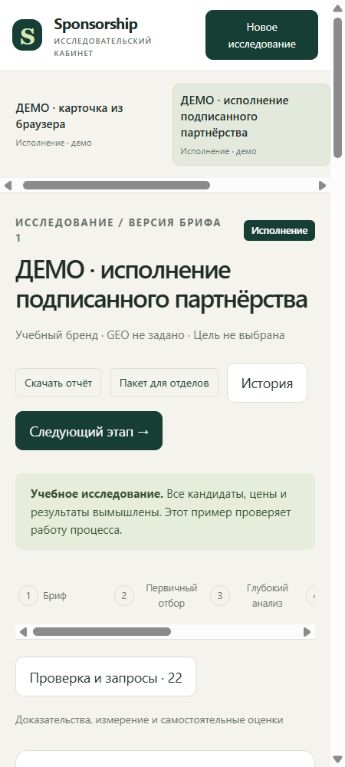 S
Sponsorship
ИССЛЕДОВАТЕЛЬСКИЙ
КАБИНЕТ
Новое
исследование
ДЕМО · карточка из
браузера
Исполнение · демо
ДЕМО · исполнение
подписанного
партнёрства
Исполнение · демо
ИССЛЕДОВАНИЕ / ВЕРСИЯ БРИФА
1
Исполнение
ДЕМО · исполнение
подписанного партнёрства
Учебный бренд · GEO не задано · Цель не выбрана
Скачать отчёт
Пакет для отделов
История
Следующий этап →
Учебное исследование. Все кандидаты, цены и
результаты вымышлены. Этот пример проверяет
работу процесса.
1 Бриф
2 Первичный
отбор
3 Глубокий
анализ
Проверка и запросы · 22
Доказательства, измерение и самостоятельные оценки